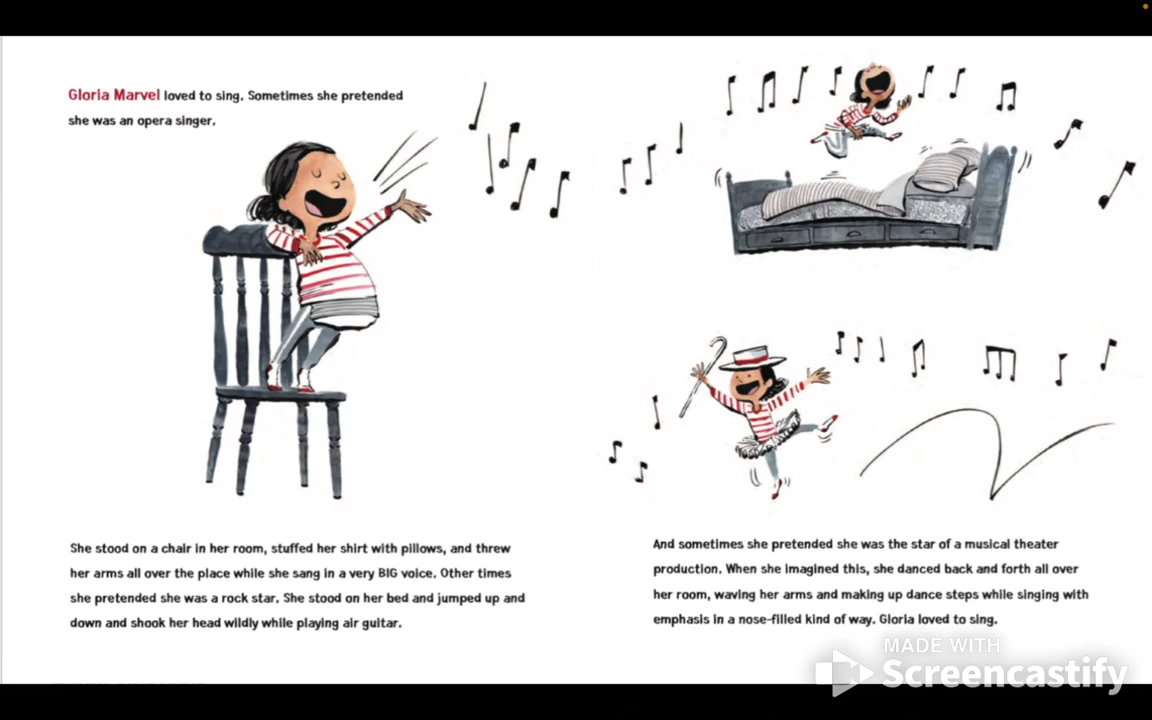 Gloria Marvel loved to sing. Sometimes she pretended
she was an opera singer.
She stood on a chair in her room, stuffed her shirt with pillows, and threw
her arms all over the place while she sang in a very BIG voice. Other times
she pretended she was a rock star. She stood on her bed and jumped up and
down and shook her head wildly while playing air guitar.
And sometimes she pretended she was the star of a musical theater
production. When she imagined this, she danced back and forth all over
her room, waving her arms and making up dance steps while singing with
emphasis in a nose-filled kind of way. Gloria loved to sing.
MADE WITH
Screencastify